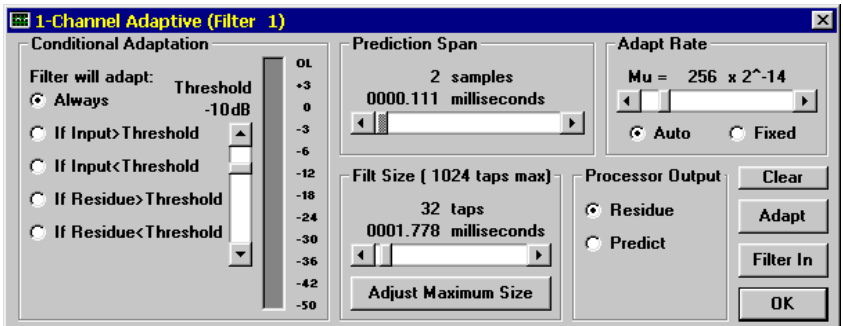 1-Channel Adaptive (Filter 1)
Conditional Adaptation
Filter will adapt:
Threshold
-10dB
Always
If Input>Threshold
If Input<Threshold
If Residue>Threshold
If Residue<Threshold
OL
+3
0
-3
-6
-12
-18
-24
-30
-36
-42
-50
Prediction Span
2 samples
0000.111 milliseconds
Adapt Rate
Mu = 256 x 2^-14
Auto
Fixed
Filt Size ( 1024 taps max)
32 taps
0001.778 milliseconds
Adjust Maximum Size
Processor Output
Residue
Predict
Clear
Adapt
Filter In
OK